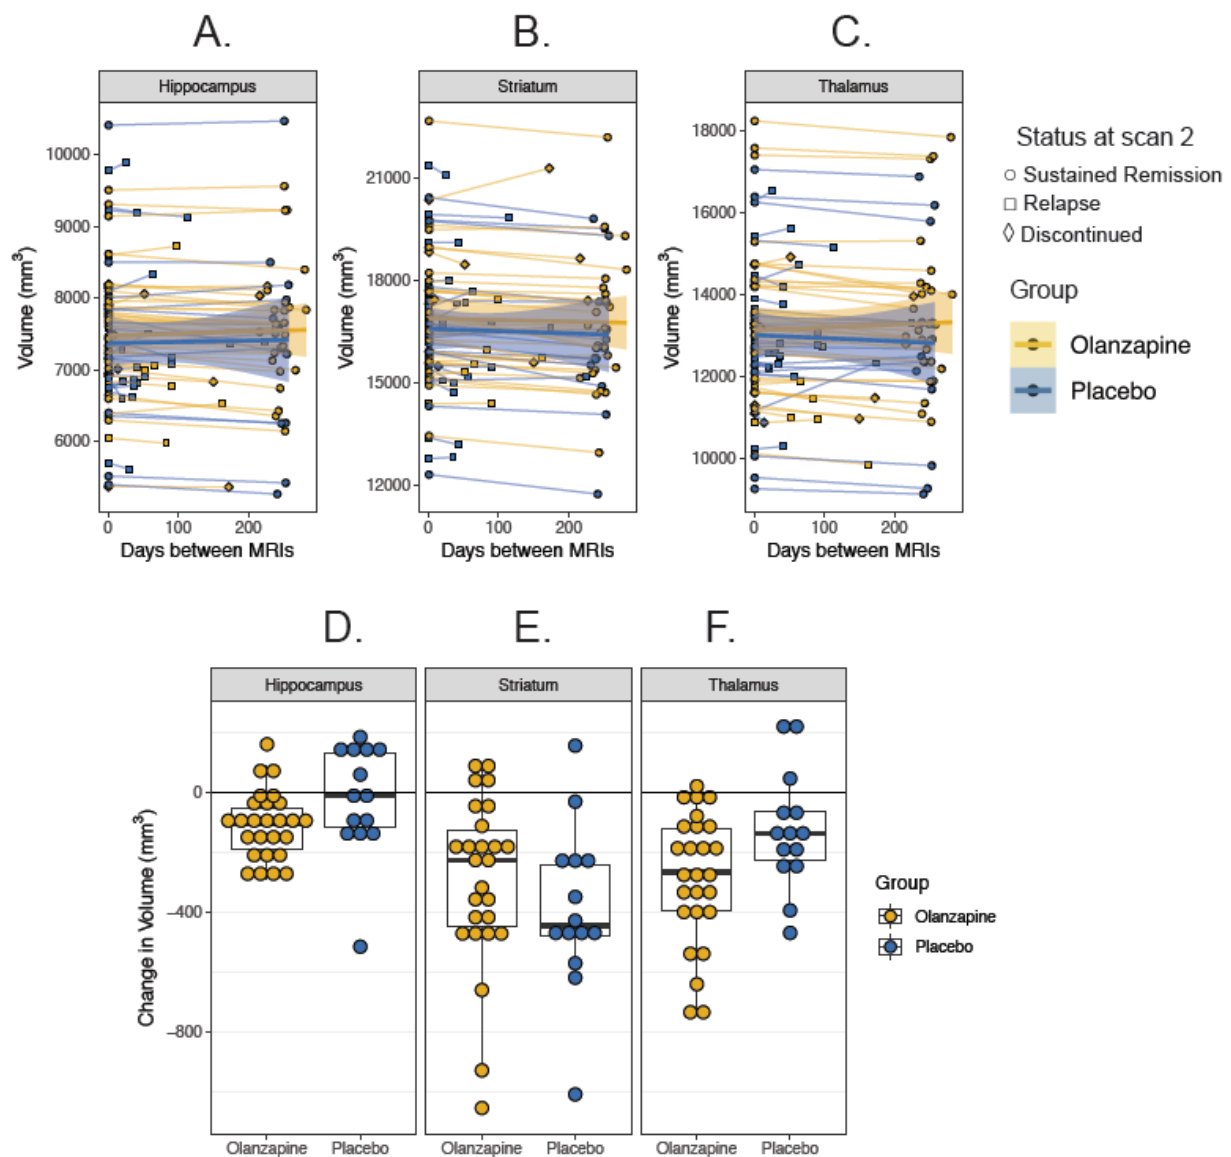 A.
B.
C.
Hippocampus
Striatum
Thalamus
Volume (mm³)
10000
9000
8000
7000
6000
0
100
200
Days between MRIs
Volume (mm³)
21000
18000
15000
12000
0
100
200
Days between MRIs
Volume (mm³)
18000
16000
14000
12000
10000
0
100
200
Days between MRIs
Status at scan 2
Sustained Remission
Relapse
Discontinued
Group
Olanzapine
Placebo
D.
E.
F.
Hippocampus
Striatum
Thalamus
Change in Volume (mm³)
0
−400
−800
Olanzapine
Placebo
Olanzapine
Placebo
Olanzapine
Placebo
Group
Olanzapine
Placebo